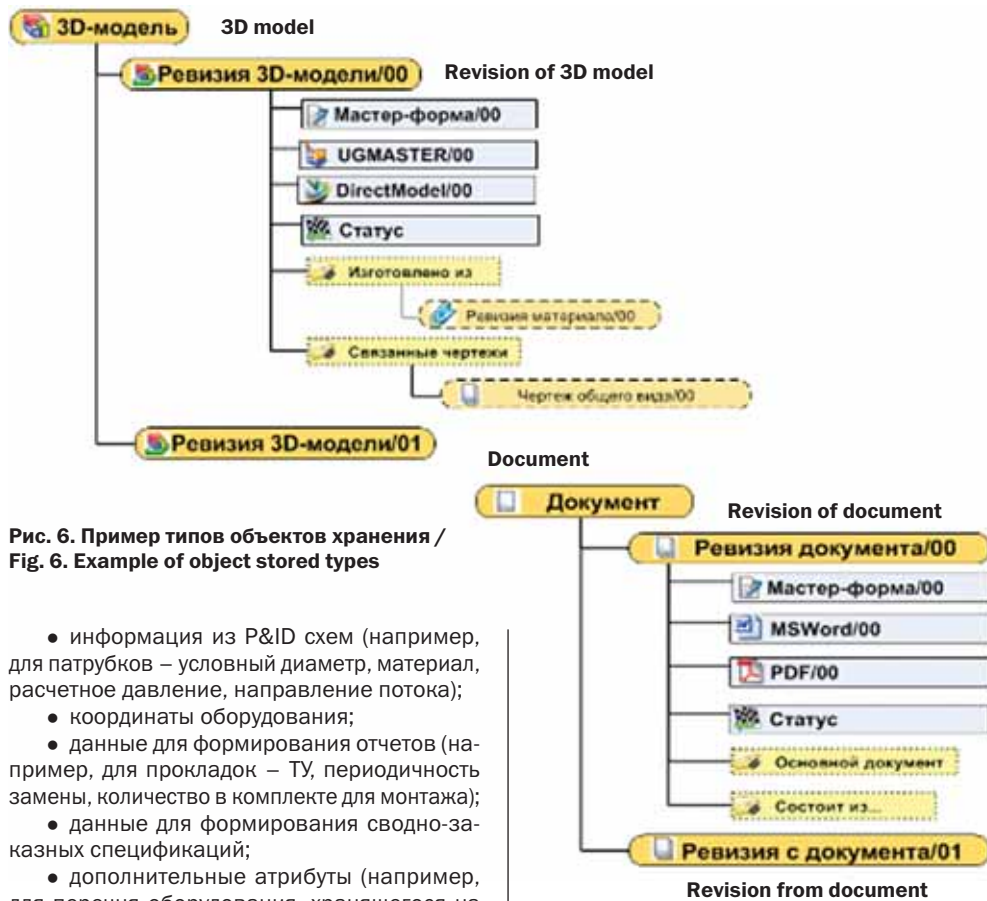 3D-модель
3D model
Ревизия 3D-модели/00
Revision of 3D model
Мастер-форма/00
UGMASTER/00
DirectModel/00
Статус
Изготовлено из
Ревизия материала/00
Связанные чертежи
Чертеж общего вида/00
Ревизия 3D-модели/01
Рис. 6. Пример типов объектов хранения /
Fig. 6. Example of object stored types
Document
Документ
Revision of document
Ревизия документа/00
Мастер-форма/00
MSWord/00
PDF/00
Статус
Основной документ
Состоит из...
Ревизия с документа/01
Revision from document
● информация из P&ID схем (например,
для патрубков – условный диаметр, материал,
расчетное давление, направление потока);
● координаты оборудования;
● данные для формирования отчетов (на-
пример, для прокладок – ТУ, периодичность
замены, количество в комплекте для монтажа);
● данные для формирования сводно-за-
казных спецификаций;
● дополнительные атрибуты (например,
для перечня оборудования, хранящегося на